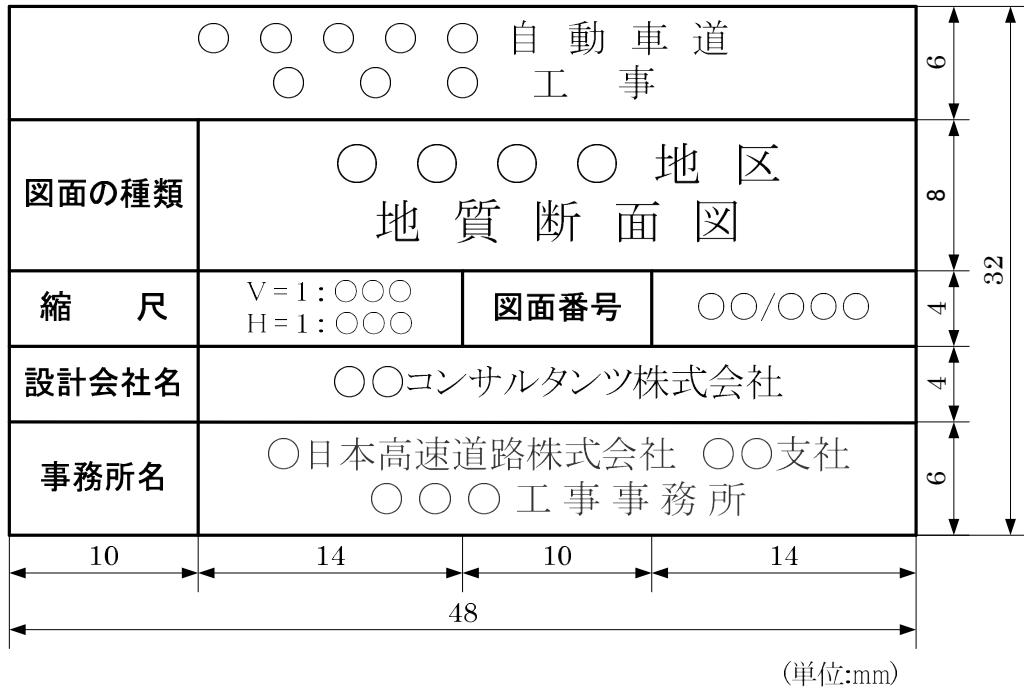 ○○○○○自動車道
○○○工事
図面の種類
○○○○地区
地質断面図
縮尺
V=1:○○○
H=1:○○○
図面番号
○○/○○○
設計会社名
○○コンサルタンツ株式会社
事務所名
○日本高速道路株式会社 ○○支社
○○○工事事務所
6
8
4
4
6
32
10
14
10
14
48
(単位:mm)